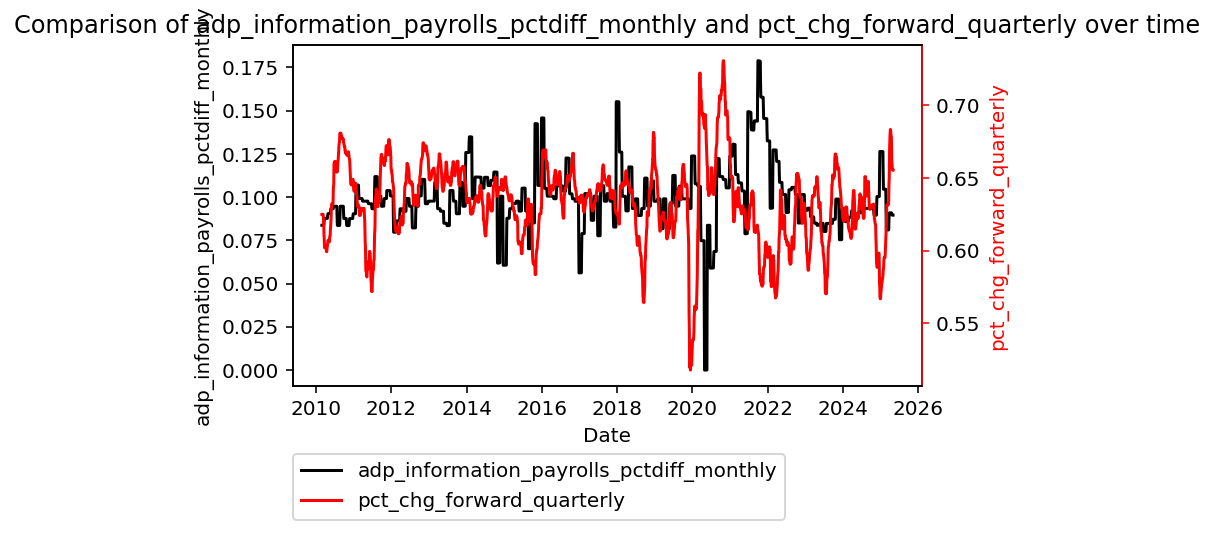 Comparison of adp_information_payrolls_pctdiff_monthly and pct_chg_forward_quarterly over time
adp_information_payrolls_pctdiff_monthly
0.175
0.150
0.125
0.100
0.075
0.050
0.025
0.000
0.70
0.65
0.60
0.55
pct_chg_forward_quarterly
2010 2012 2014 2016 2018 2020 2022 2024 2026
Date
adp_information_payrolls_pctdiff_monthly
pct_chg_forward_quarterly